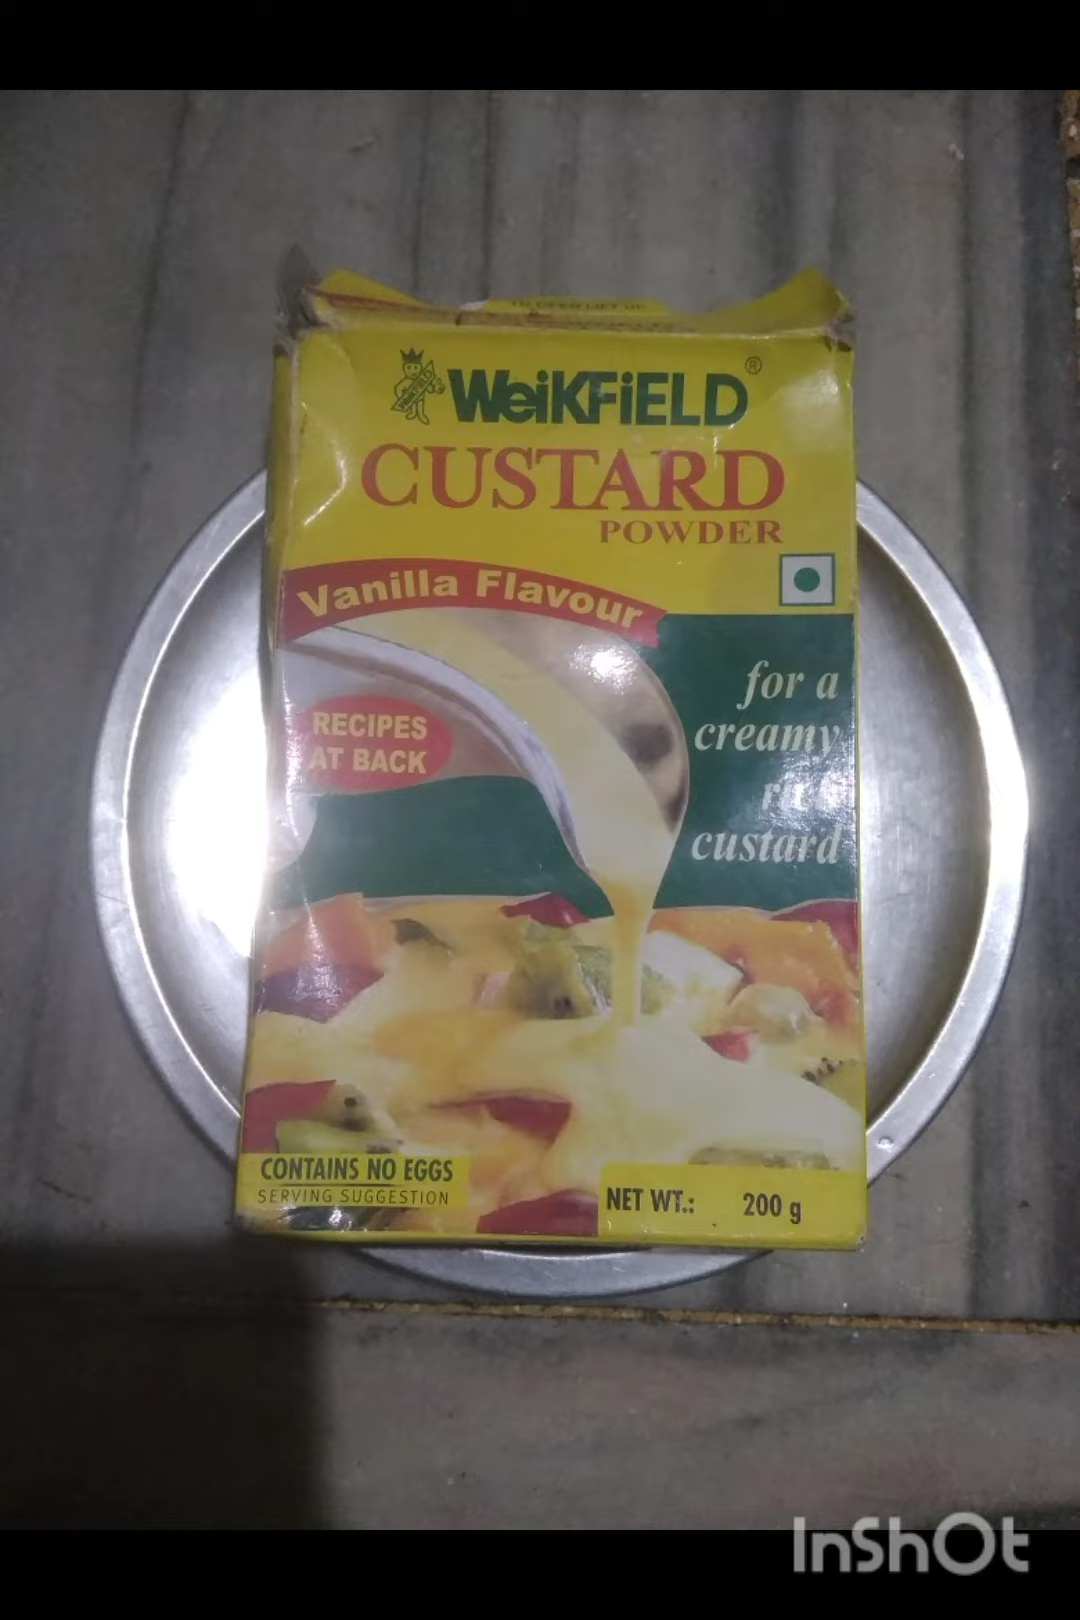 WeiKFiELD®
CUSTARD
POWDER
Vanilla Flavour
for a
creamy
rich
custard
RECIPES
AT BACK
CONTAINS NO EGGS
SERVING SUGGESTION
NET WT.: 200 g
InShOt